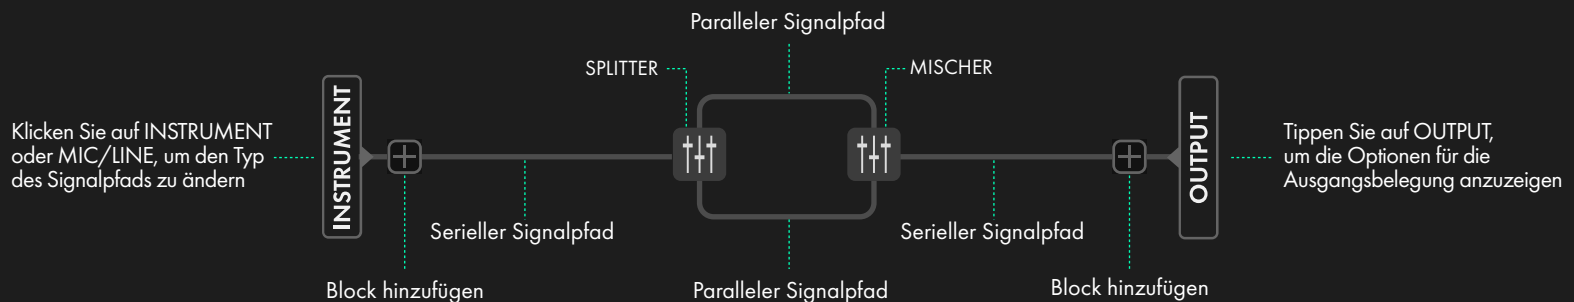 Paralleler Signalpfad
SPLITTER
MISCHER
Klicken Sie auf INSTRUMENT
oder MIC/LINE, um den Typ
des Signalpfads zu ändern
INSTRUMENT
OUTPUT
Tippen Sie auf OUTPUT,
um die Optionen für die
Ausgangsbelegung anzuzeigen
Serieller Signalpfad
Serieller Signalpfad
Block hinzufügen
Paralleler Signalpfad
Block hinzufügen